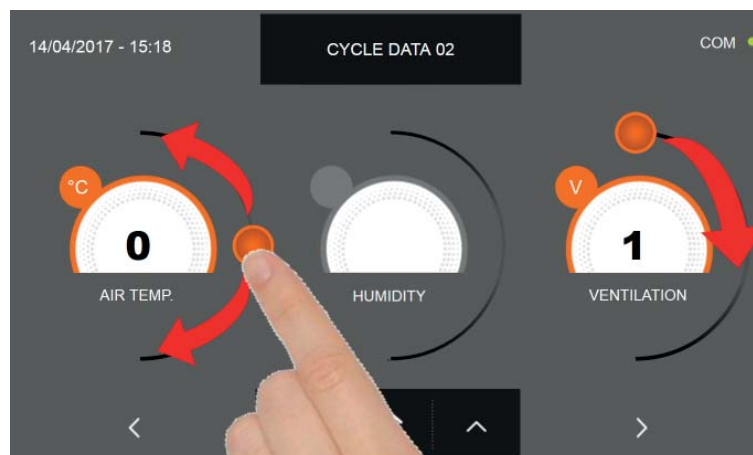 14/04/2017 - 15:18
CYCLE DATA 02
COM
°C
V
0
1
AIR TEMP.
HUMIDITY
VENTILATION